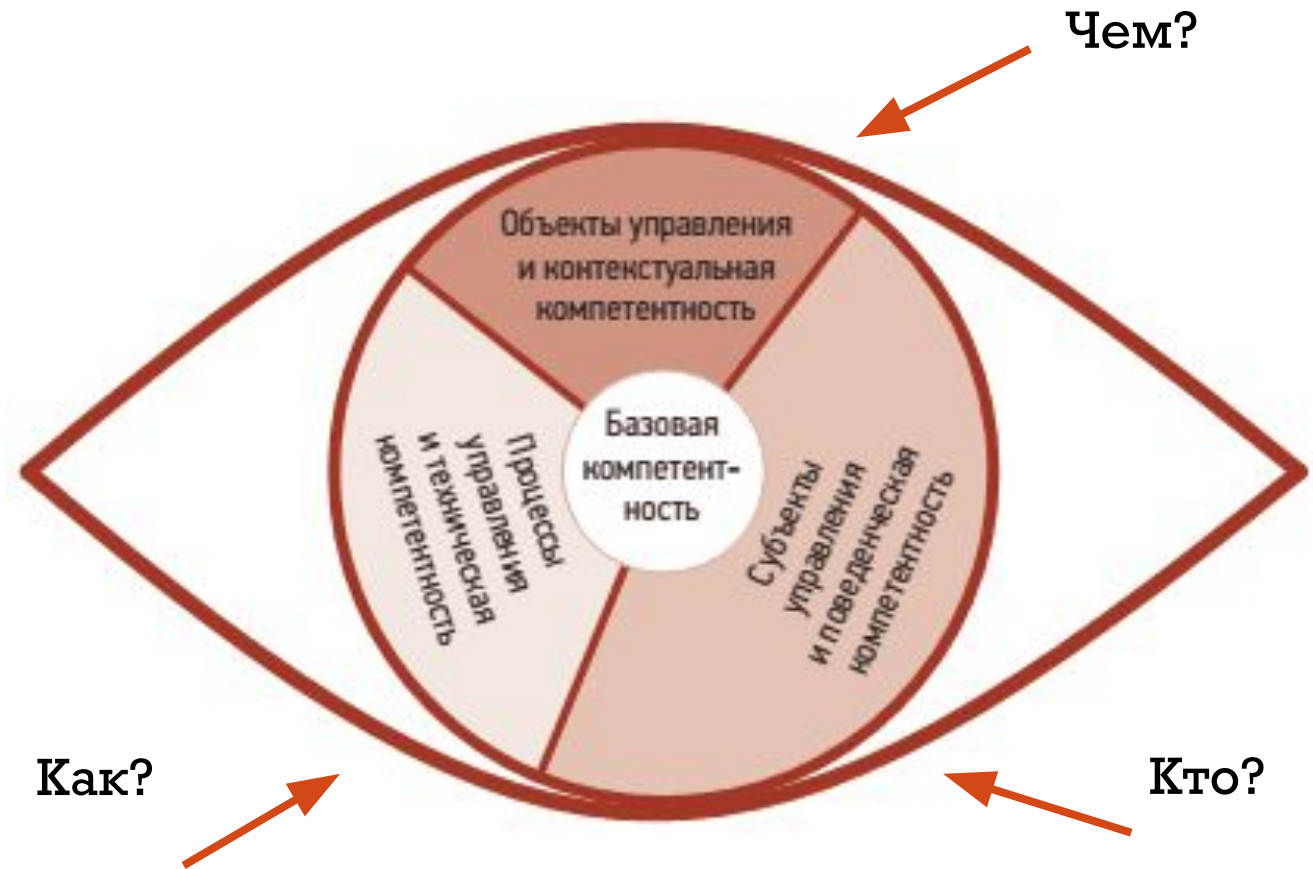 Чем?
Объекты управления
и контекстуальная
компетентность
Базовая
компетент-
ность
Процессы
управления
и техническая
компетентность
Субъекты
управления
и поведенческая
компетентность
Как?
Кто?